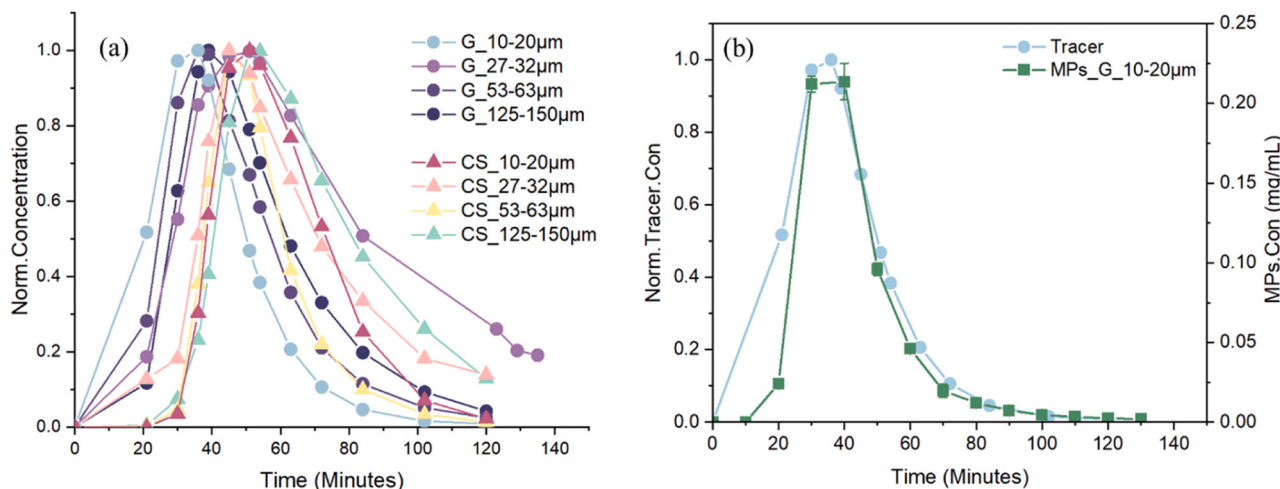 (a)
G_10-20μm
G_27-32μm
G_53-63μm
G_125-150μm
CS_10-20μm
CS_27-32μm
CS_53-63μm
CS_125-150μm
Norm.Concentration
1.0
0.8
0.6
0.4
0.2
0.0
0 20 40 60 80 100 120 140
Time (Minutes)
(b)
Tracer
MPs_G_10-20μm
Norm.Tracer.Con
1.0
0.8
0.6
0.4
0.2
0.0
0 20 40 60 80 100 120 140
Time (Minutes)
0.25
0.20
0.15
0.10
0.05
0.00
MPs.Con (mg/mL)